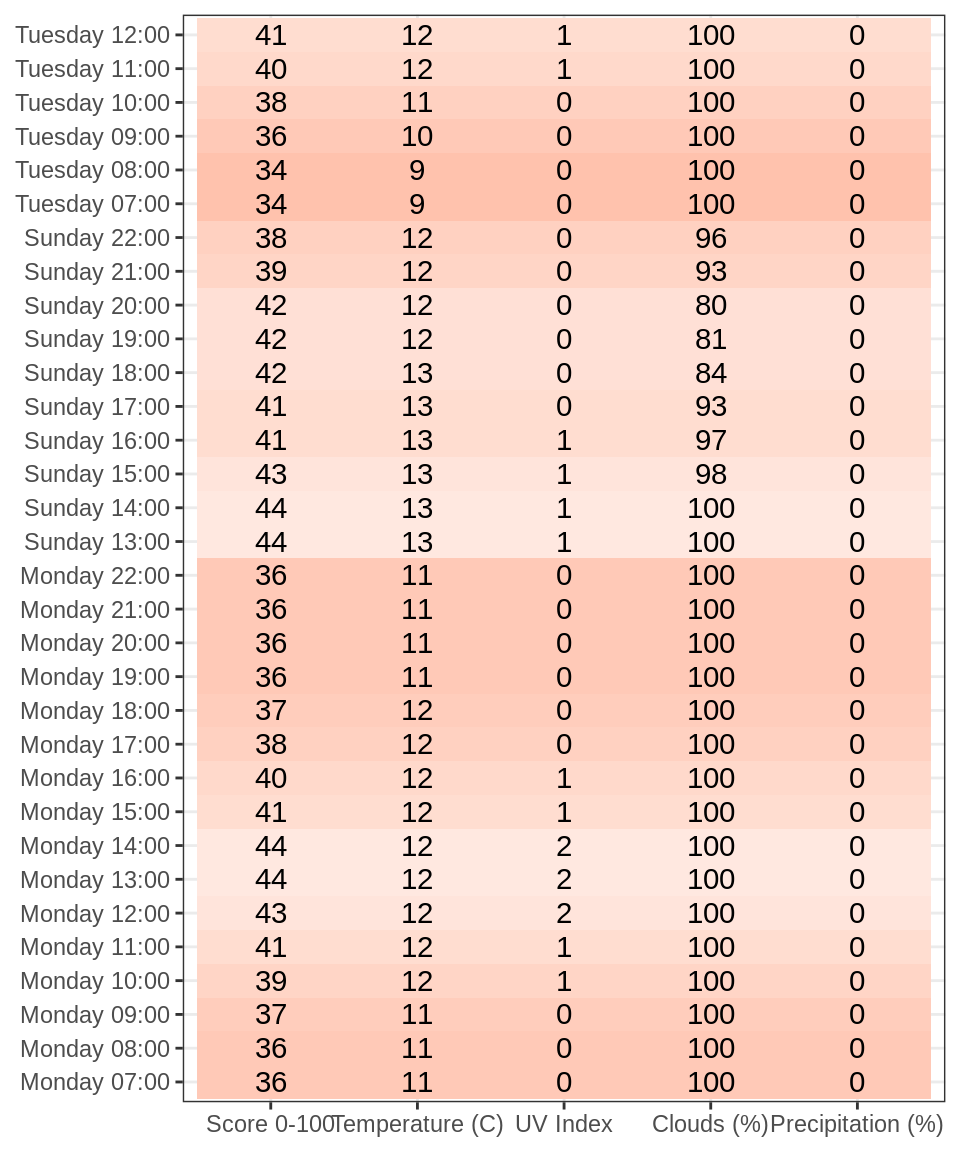 Tuesday 12:00 41 12 1 100 0
Tuesday 11:00 40 12 1 100 0
Tuesday 10:00 38 11 0 100 0
Tuesday 09:00 36 10 0 100 0
Tuesday 08:00 34 9 0 100 0
Tuesday 07:00 34 9 0 100 0
Sunday 22:00 38 12 0 96 0
Sunday 21:00 39 12 0 93 0
Sunday 20:00 42 12 0 80 0
Sunday 19:00 42 12 0 81 0
Sunday 18:00 42 13 0 84 0
Sunday 17:00 41 13 0 93 0
Sunday 16:00 41 13 1 97 0
Sunday 15:00 43 13 1 98 0
Sunday 14:00 44 13 1 100 0
Sunday 13:00 44 13 1 100 0
Monday 22:00 36 11 0 100 0
Monday 21:00 36 11 0 100 0
Monday 20:00 36 11 0 100 0
Monday 19:00 36 11 0 100 0
Monday 18:00 37 12 0 100 0
Monday 17:00 38 12 0 100 0
Monday 16:00 40 12 1 100 0
Monday 15:00 41 12 1 100 0
Monday 14:00 44 12 2 100 0
Monday 13:00 44 12 2 100 0
Monday 12:00 43 12 2 100 0
Monday 11:00 41 12 1 100 0
Monday 10:00 39 12 1 100 0
Monday 09:00 37 11 0 100 0
Monday 08:00 36 11 0 100 0
Monday 07:00 36 11 0 100 0
Score 0-100 Temperature (C) UV Index Clouds (%) Precipitation (%)